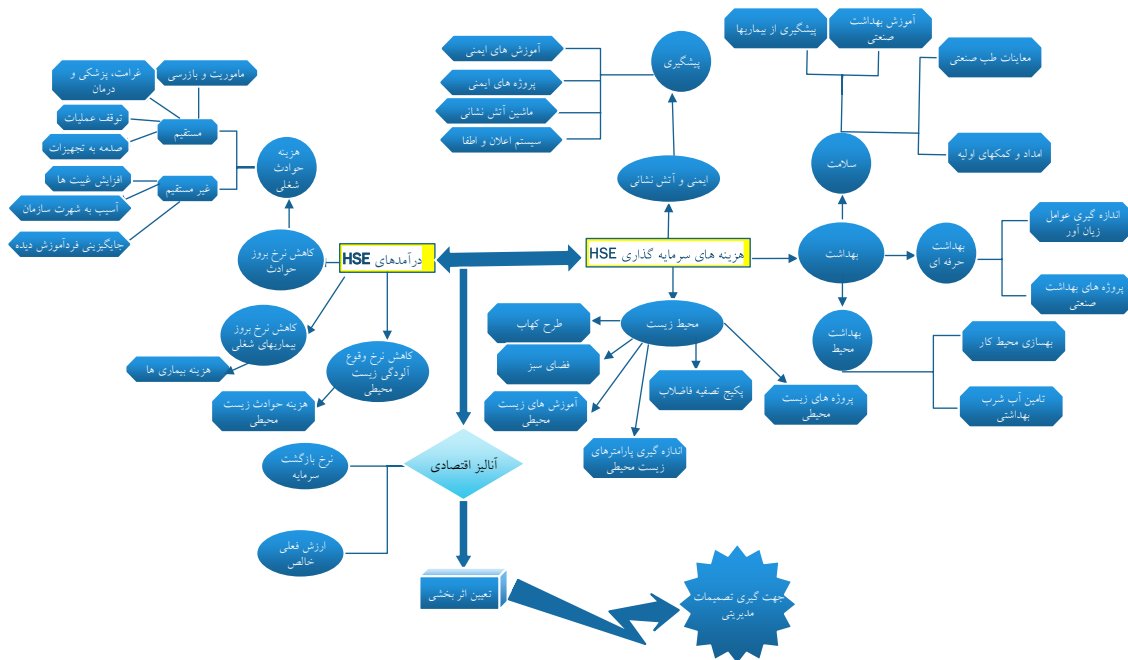 آموزش بهداشت
صنعتی
پیشگیری از بیماریها
معاینات طب صنعتی
امداد و کمکهای اولیه
سلامت
پیشگیری
آموزش های ایمنی
پروژه های ایمنی
ماشین آتش نشانی
سیستم اعلان و اطفا
ایمنی و آتش نشانی
ماموریت و بازرسی
غرامت، پزشکی و
درمان
توقف عملیات
صدمه به تجهیزات
مستقیم
افزایش غیبت ها
آسیب به شهرت سازمان
جایگزینی فردآموزش دیده
غیر مستقیم
هزینه
حوادث
شغلی
اندازه گیری عوامل
زیان آور
پروژه های بهداشت
صنعتی
بهداشت
حرفه ای
بهداشت
هزینه های سرمایه گذاری HSE
درآمدهای HSE
کاهش نرخ بروز
حوادث
کاهش نرخ بروز
بیماریهای شغلی
هزینه بیماری ها
کاهش نرخ وقوع
آلودگی زیست
محیطی
هزینه حوادث زیست
محیطی
محیط زیست
طرح کهاب
فضای سبز
آموزش های زیست
محیطی
اندازه گیری پارامترهای
زیست محیطی
پکیج تصفیه فاضلاب
پروژه های زیست
محیطی
بهداشت
محیط
بهسازی محیط کار
تامین آب شرب
بهداشتی
آنالیز اقتصادی
نرخ بازگشت
سرمایه
ارزش فعلی
خالص
تعیین اثر بخشی
جهت گیری تصمیمات
مدیریتی